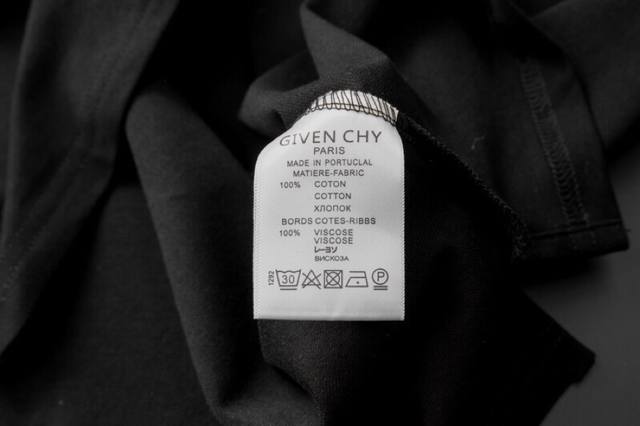 GIVEN CHY
PARIS
MADE IN PORTUCLAL
MATIERE-FABRIC
100% COTON
COTTON
ХЛОПОК
BORDS COTES-RIBBS
100% VISCOSE
VISCOSE
レーヨン
ВИСКОЗА
1292
30
P